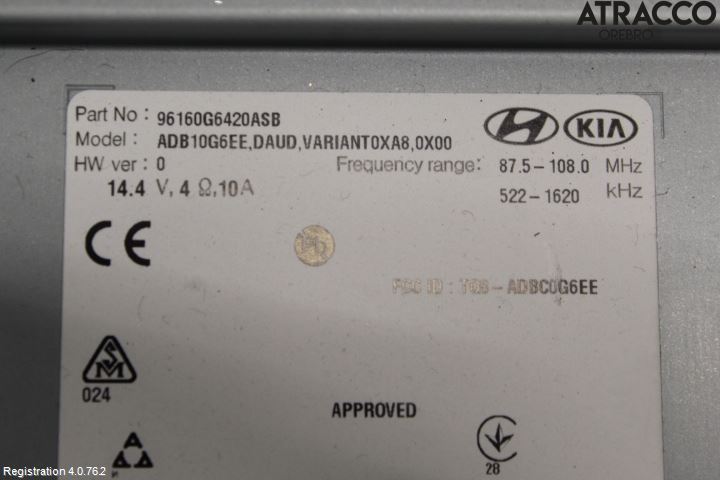 ATRACCO
ÖREBRO
Part No : 96160G6420ASB
Model : ADB10G6EE,DAUD,VARIANT0XA8,0X00
KIA
HW ver : 0
Frequency range: 87.5-108.0 MHz
14.4 V, 4 Ω,10A
522-1620 kHz
CE
Pb
FCC ID : TQ8-ADBC0G6EE
SM
024
APPROVED
28
Registration 4.0.76.2